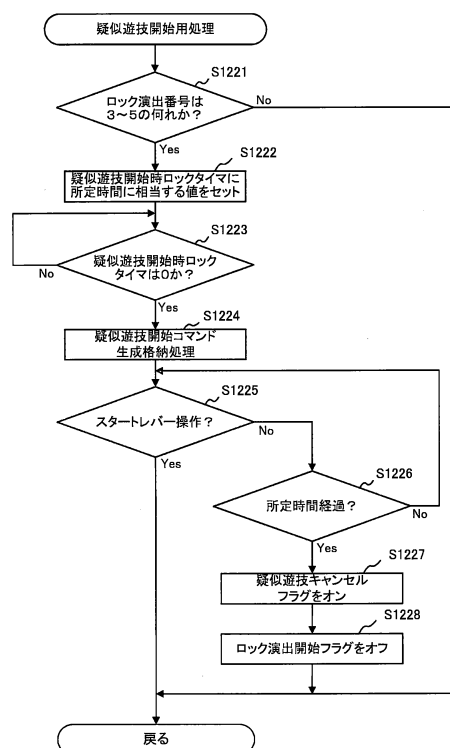 疑似遊技開始用処理
S1221
ロック演出番号は
3～5の何れか？
No
Yes
S1222
疑似遊技開始時ロックタイマに
所定時間に相当する値をセット
S1223
疑似遊技開始時ロック
タイマは0か？
No
Yes
S1224
疑似遊技開始コマンド
生成格納処理
S1225
スタートレバー操作？
No
Yes
S1226
所定時間経過？
No
Yes
S1227
疑似遊技キャンセル
フラグをオン
S1228
ロック演出開始フラグをオフ
戻る